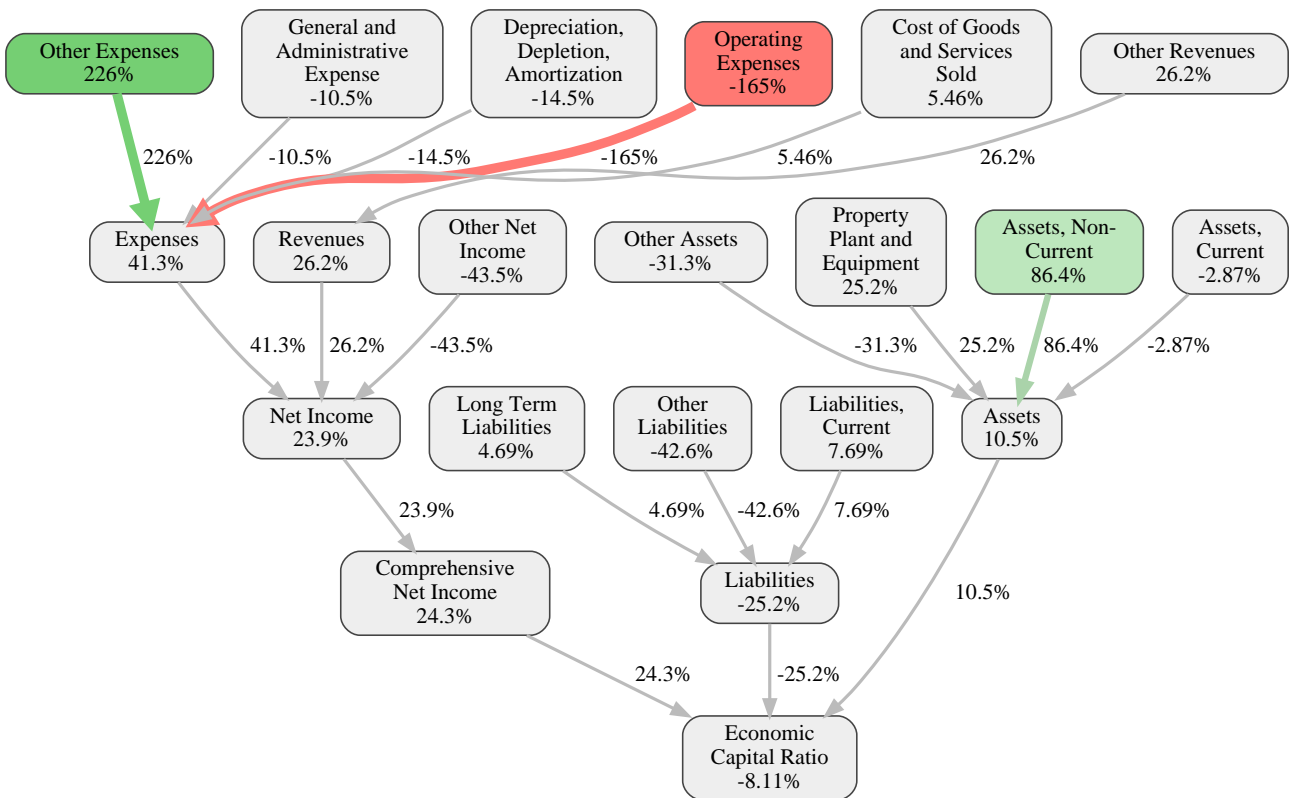 Other Expenses
226%
General and
Administrative
Expense
-10.5%
Depreciation,
Depletion,
Amortization
-14.5%
Operating
Expenses
-165%
Cost of Goods
and Services
Sold
5.46%
Other Revenues
26.2%
226%
-10.5%
-14.5%
-165%
5.46%
26.2%
Expenses
41.3%
Revenues
26.2%
Other Net
Income
-43.5%
Other Assets
-31.3%
Property
Plant and
Equipment
25.2%
Assets, Non-
Current
86.4%
Assets,
Current
-2.87%
41.3%
26.2%
-43.5%
-31.3%
25.2%
86.4%
-2.87%
Net Income
23.9%
Long Term
Liabilities
4.69%
Other
Liabilities
-42.6%
Liabilities,
Current
7.69%
Assets
10.5%
23.9%
4.69%
-42.6%
7.69%
Comprehensive
Net Income
24.3%
Liabilities
-25.2%
10.5%
24.3%
-25.2%
Economic
Capital Ratio
-8.11%